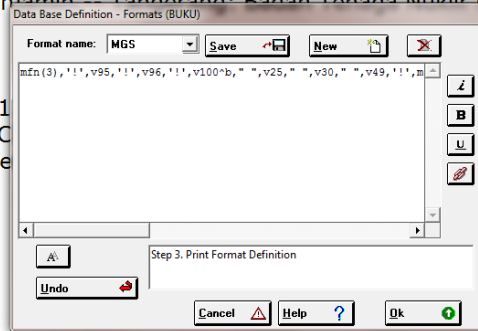 Data Base Definition - Formats (BUKU)
Format name: MGS Save New
mfn(3),'!',v95,'!',v96,'!',v100^b," ",v25," ",v30," ",v49,'!',m
i
B
U
A
Step 3. Print Format Definition
Undo
Cancel Help ? Ok